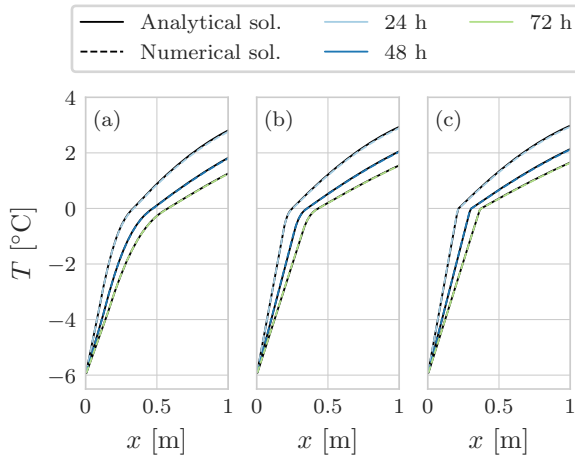 Analytical sol. 24 h 72 h
Numerical sol. 48 h
(a) (b) (c)
4
2
0
−2
−4
−6
T [°C]
0 0.5 1 0 0.5 1 0 0.5 1
x [m] x [m] x [m]